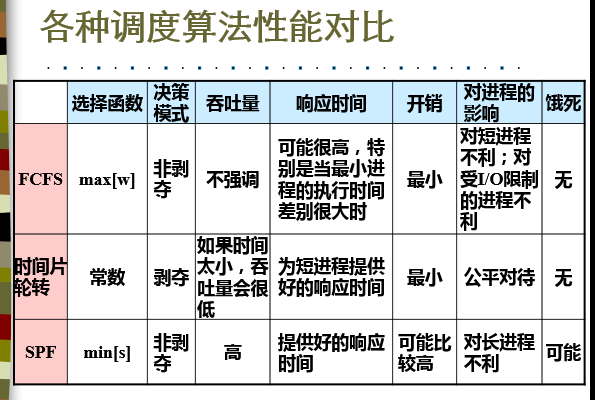 各种调度算法性能对比
选择函数 决策模式 吞吐量 响应时间 开销 对进程的影响 饿死
FCFS max[w] 非剥夺 不强调 可能很高，特别是当最小进程的执行时间差别很大时 最小 对短进程不利；对受I/O限制的进程不利 无
时间片轮转 常数 剥夺 如果时间太小，吞吐量会很低 为短进程提供好的响应时间 最小 公平对待 无
SPF min[s] 非剥夺 高 提供好的响应时间 可能比较高 对长进程不利 可能